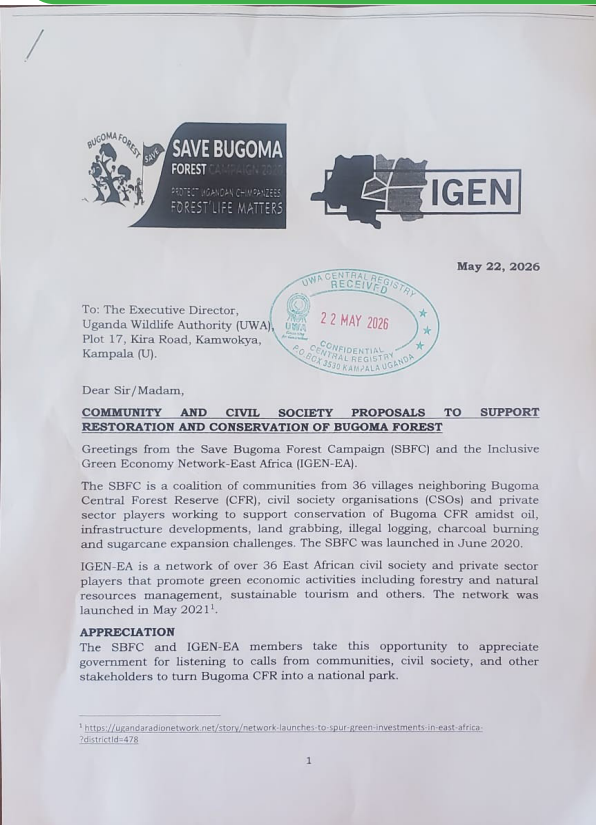 BUGOMA FOREST
SAVE
SAVE BUGOMA
FOREST CAMPAIGN
PROTECT UGANDAN CHIMPANZEES
FOREST'LIFE MATTERS
IGEN
May 22, 2026
UWA CENTRAL REGISTRY
RECEIVED
UWA
22 MAY 2026
CONFIDENTIAL
CENTRAL REGISTRY
P.O BOX 3530 KAMPALA UGANDA
To: The Executive Director,
Uganda Wildlife Authority (UWA),
Plot 17, Kira Road, Kamwokya,
Kampala (U).
Dear Sir/Madam,
COMMUNITY AND CIVIL SOCIETY PROPOSALS TO SUPPORT
RESTORATION AND CONSERVATION OF BUGOMA FOREST
Greetings from the Save Bugoma Forest Campaign (SBFC) and the Inclusive
Green Economy Network-East Africa (IGEN-EA).
The SBFC is a coalition of communities from 36 villages neighboring Bugoma
Central Forest Reserve (CFR), civil society organisations (CSOs) and private
sector players working to support conservation of Bugoma CFR amidst oil,
infrastructure developments, land grabbing, illegal logging, charcoal burning
and sugarcane expansion challenges. The SBFC was launched in June 2020.
IGEN-EA is a network of over 36 East African civil society and private sector
players that promote green economic activities including forestry and natural
resources management, sustainable tourism and others. The network was
launched in May 2021¹.
APPRECIATION
The SBFC and IGEN-EA members take this opportunity to appreciate
government for listening to calls from communities, civil society, and other
stakeholders to turn Bugoma CFR into a national park.
¹ https://ugandaradionetwork.net/story/network-launches-to-spur-green-investments-in-east-africa-
?districtId=478
1